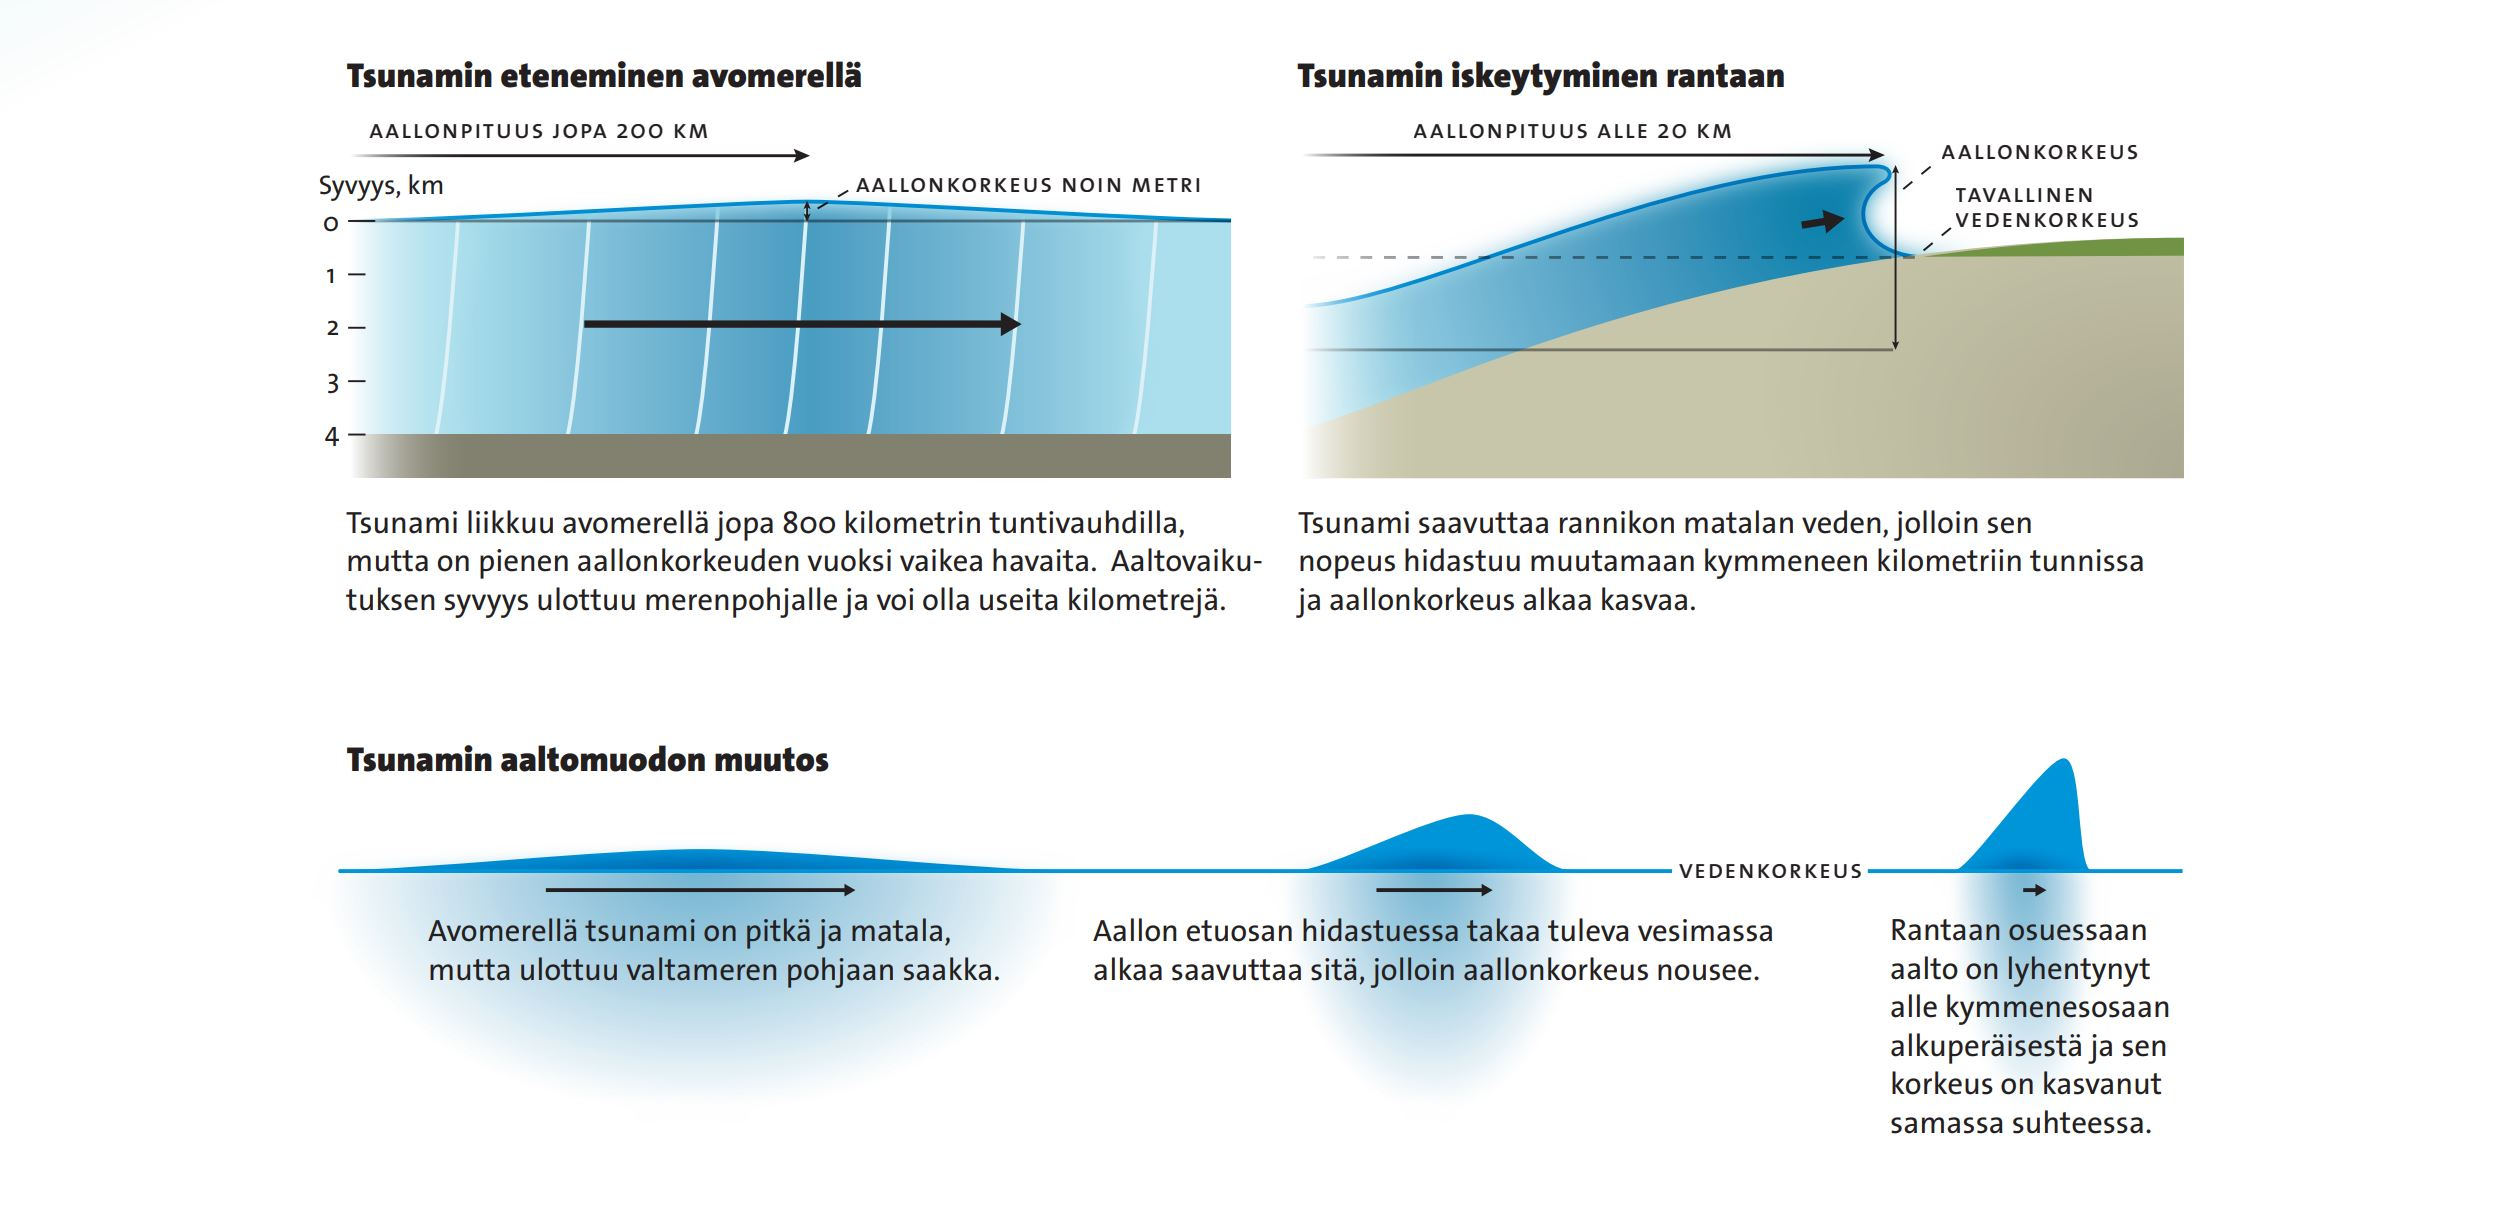 Tsunamin eteneminen avomerellä
AALLONPITUUS JOPA 200 KM
Syvyys, km
AALLONKORKEUS NOIN METRI
0
1
2
3
4
Tsunami liikkuu avomerellä jopa 800 kilometrin tuntivauhdilla,
mutta on pienen aallonkorkeuden vuoksi vaikea havaita. Aaltovaiku-
tuksen syvyys ulottuu merenpohjalle ja voi olla useita kilometrejä.
Tsunamin iskeytyminen rantaan
AALLONPITUUS ALLE 20 KM
AALLONKORKEUS
TAVALLINEN
VEDENKORKEUS
Tsunami saavuttaa rannikon matalan veden, jolloin sen
nopeus hidastuu muutamaan kymmeneen kilometriin tunnissa
ja aallonkorkeus alkaa kasvaa.
Tsunamin aaltomuodon muutos
VEDENKORKEUS
Avomerellä tsunami on pitkä ja matala,
mutta ulottuu valtameren pohjaan saakka.
Aallon etuosan hidastuessa takaa tuleva vesimassa
alkaa saavuttaa sitä, jolloin aallonkorkeus nousee.
Rantaan osuessaan
aalto on lyhentynyt
alle kymmenesosaan
alkuperäisestä ja sen
korkeus on kasvanut
samassa suhteessa.